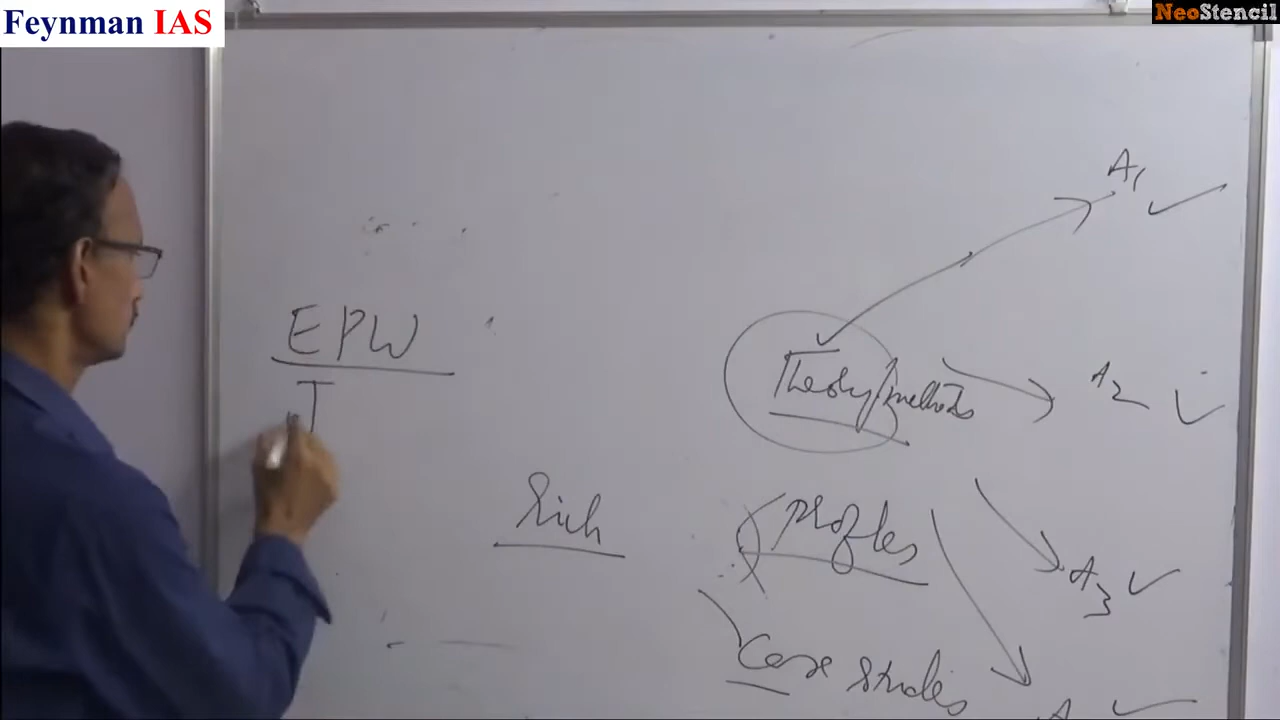 Feynman IAS
NeoStencil
A1
EPW
Theory/methods
A2
I
Rich
profiles
A3
Case studies
A